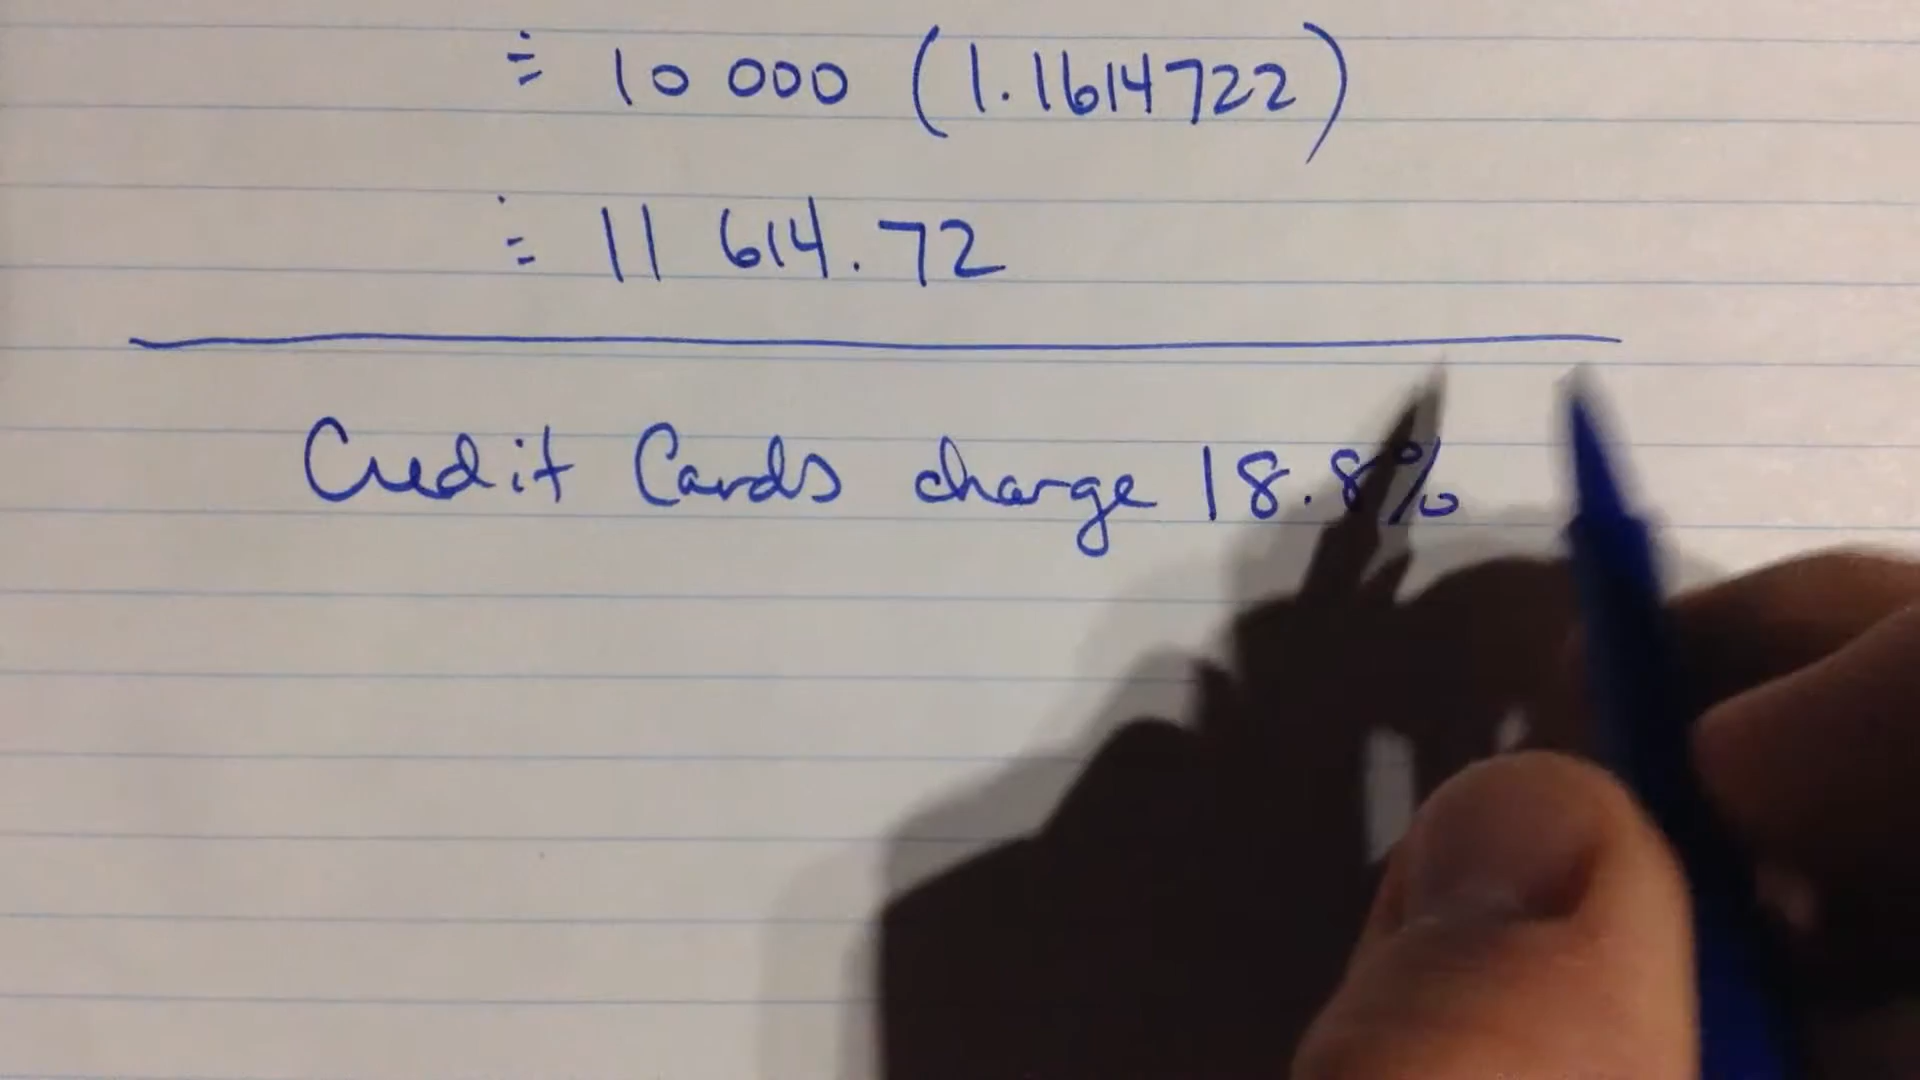 ≐ 10 000 (1.1614722)
≐ 11 614.72
Credit Cards charge 18.8%